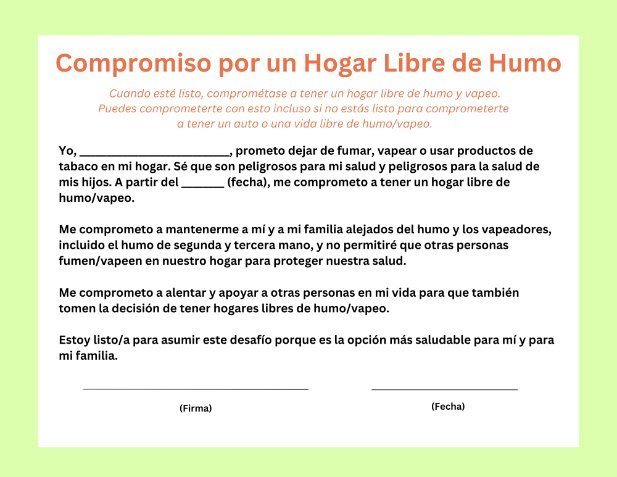 Compromiso por un Hogar Libre de Humo
Cuando esté listo, comprométase a tener un hogar libre de humo y vapeo.
Puedes comprometerte con esto incluso si no estás listo para comprometerte
a tener un auto o una vida libre de humo/vapeo.
Yo, _________________________, prometo dejar de fumar, vapear o usar productos de
tabaco en mi hogar. Sé que son peligrosos para mi salud y peligrosos para la salud de
mis hijos. A partir del _______ (fecha), me comprometo a tener un hogar libre de
humo/vapeo.
Me comprometo a mantenerme a mí y a mi familia alejados del humo y los vapeadores,
incluido el humo de segunda y tercera mano, y no permitiré que otras personas
fumen/vapeen en nuestro hogar para proteger nuestra salud.
Me comprometo a alentar y apoyar a otras personas en mi vida para que también
tomen la decisión de tener hogares libres de humo/vapeo.
Estoy listo/a para asumir este desafío porque es la opción más saludable para mí y para
mi familia.
(Firma) (Fecha)